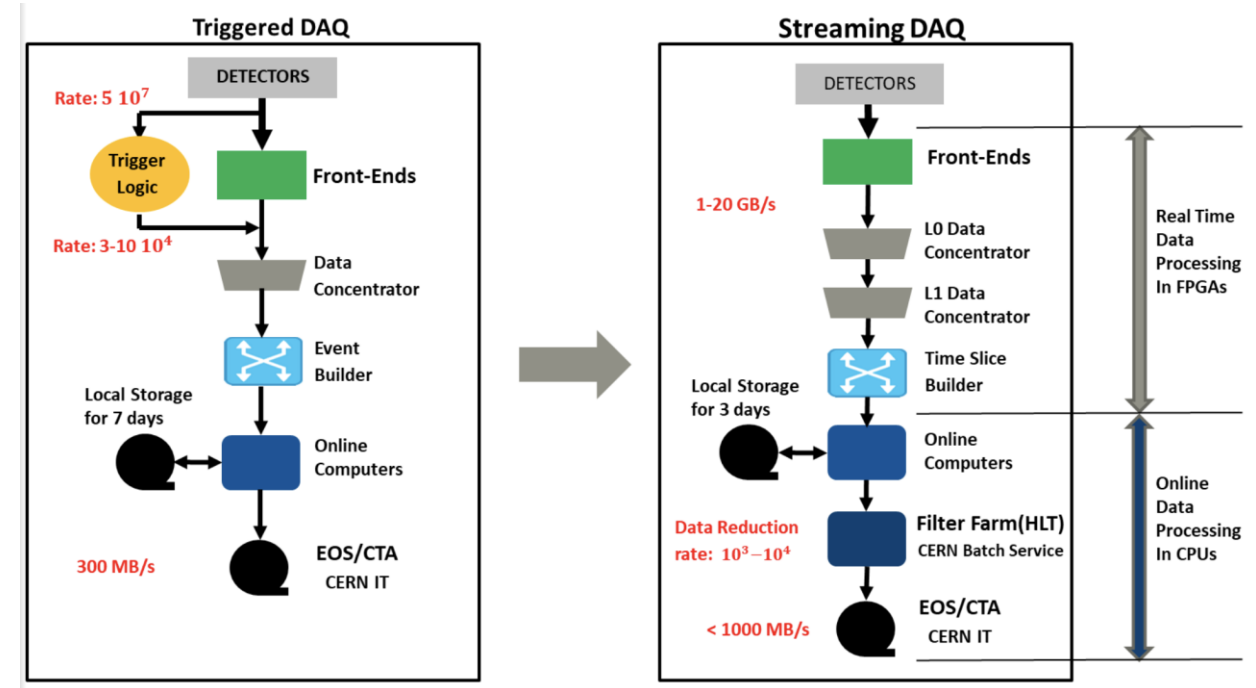 Triggered DAQ
DETECTORS
Rate: 5 10⁷
Trigger
Logic
Front-Ends
Rate: 3-10 10⁴
Data
Concentrator
Event
Builder
Local Storage
for 7 days
Online
Computers
EOS/CTA
300 MB/s
CERN IT
Streaming DAQ
DETECTORS
Front-Ends
1-20 GB/s
L0 Data
Concentrator
L1 Data
Concentrator
Time Slice
Builder
Local Storage
for 3 days
Online
Computers
Data Reduction
rate: 10³−10⁴
Filter Farm(HLT)
CERN Batch Service
EOS/CTA
< 1000 MB/s
CERN IT
Real Time
Data
Processing
In FPGAs
Online
Data
Processing
In CPUs